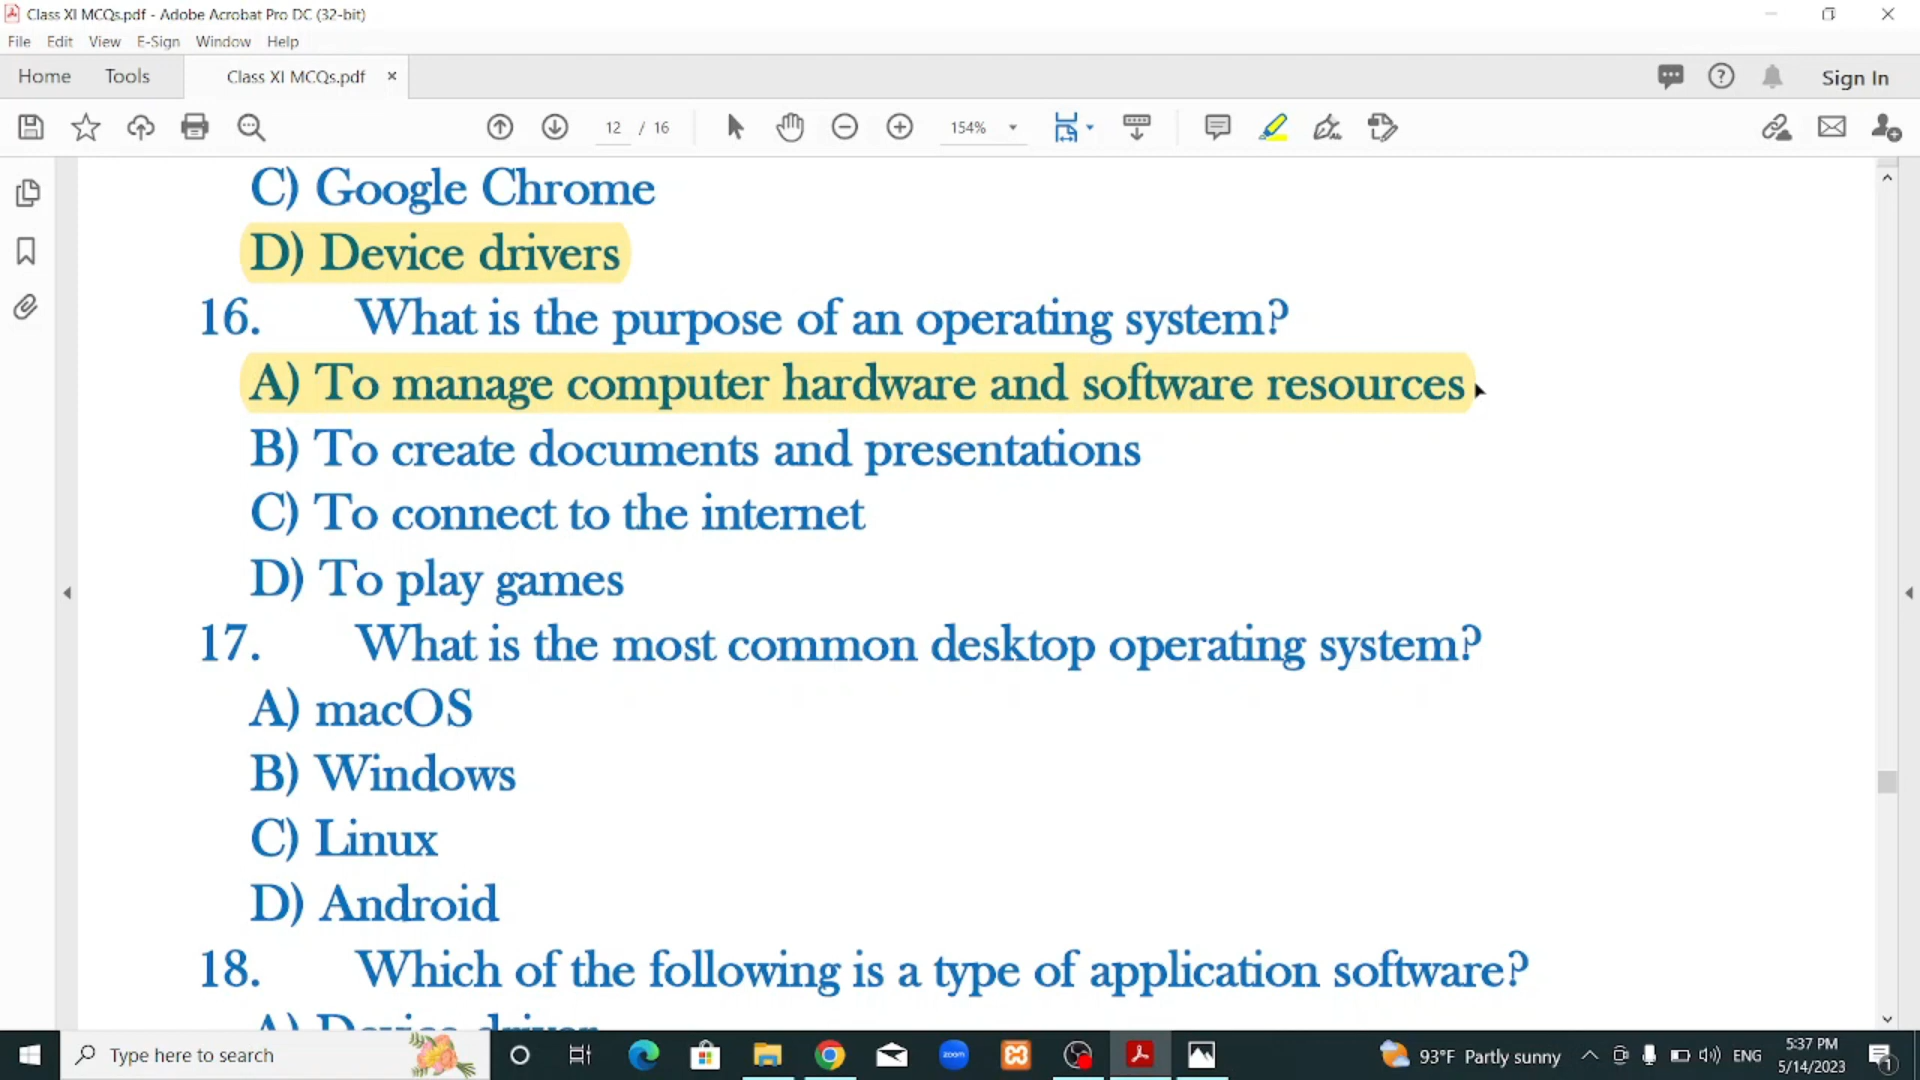 Class XI MCQs.pdf - Adobe Acrobat Pro DC (32-bit)
File Edit View E-Sign Window Help
Home Tools Class XI MCQs.pdf × Sign In
12 / 16 154%
C) Google Chrome
D) Device drivers
16. What is the purpose of an operating system?
A) To manage computer hardware and software resources
B) To create documents and presentations
C) To connect to the internet
D) To play games
17. What is the most common desktop operating system?
A) macOS
B) Windows
C) Linux
D) Android
18. Which of the following is a type of application software?
A) Device driver
Type here to search zoom 93°F Partly sunny ENG 5:37 PM
5/14/2023 1